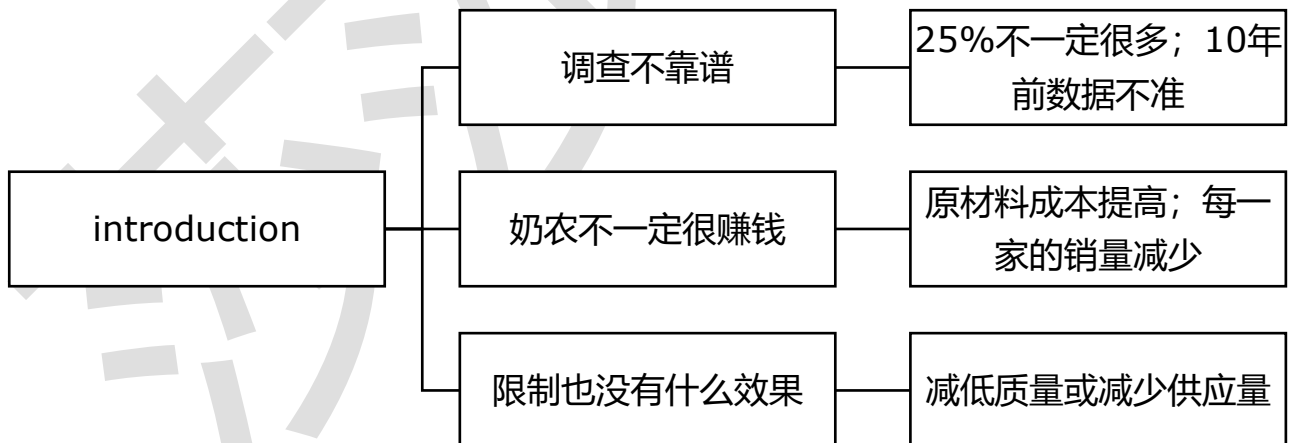 调查不靠谱
25%不一定很多；10年
前数据不准
introduction
奶农不一定很赚钱
原材料成本提高；每一
家的销量减少
限制也没有什么效果
减低质量或减少供应量